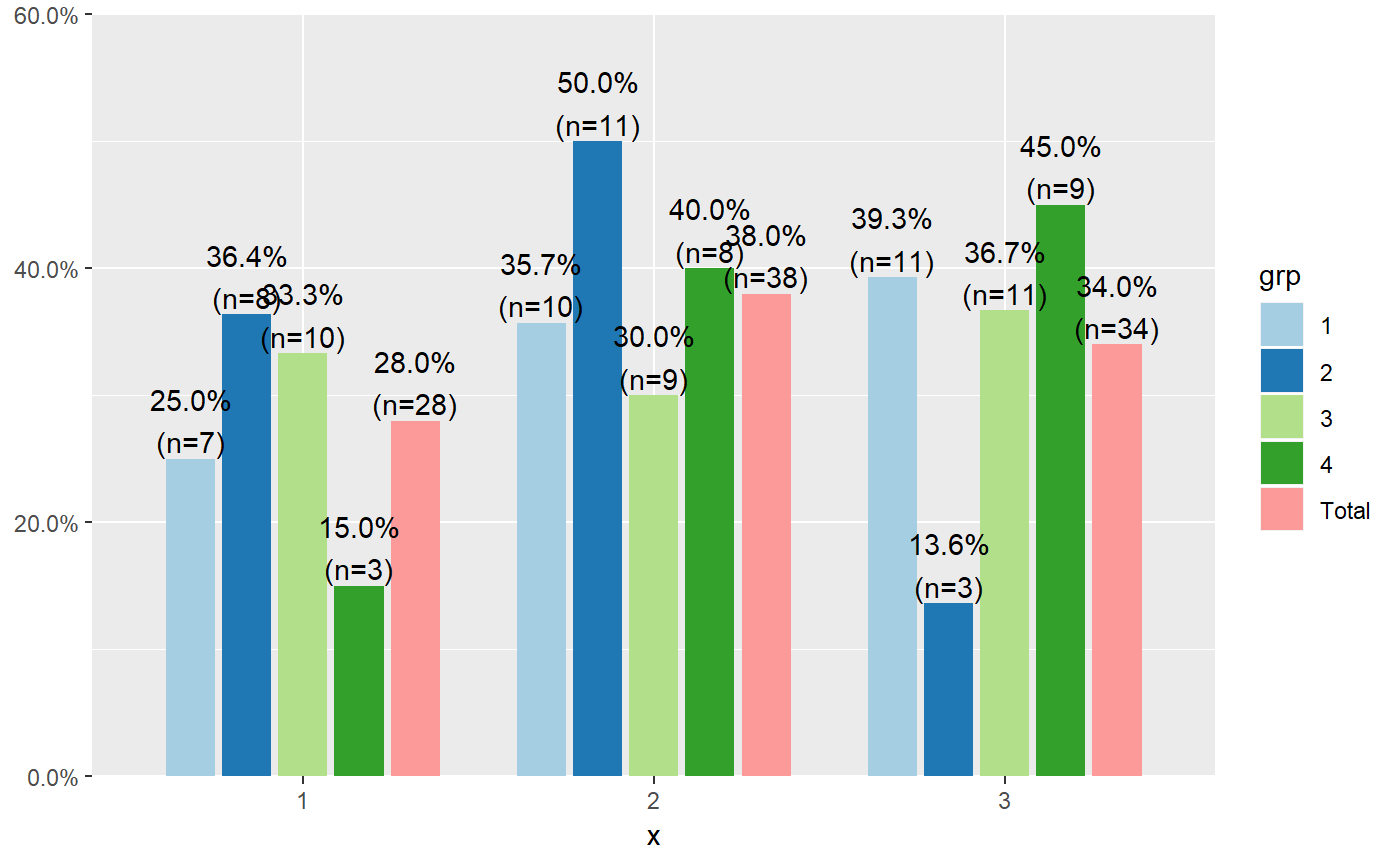 60.0%
40.0%
20.0%
0.0%
25.0%
(n=7)
36.4%
(n=8)
33.3%
(n=10)
15.0%
(n=3)
28.0%
(n=28)
35.7%
(n=10)
50.0%
(n=11)
30.0%
(n=9)
40.0%
(n=8)
38.0%
(n=38)
39.3%
(n=11)
13.6%
(n=3)
36.7%
(n=11)
45.0%
(n=9)
34.0%
(n=34)
1
2
3
x
grp
1
2
3
4
Total